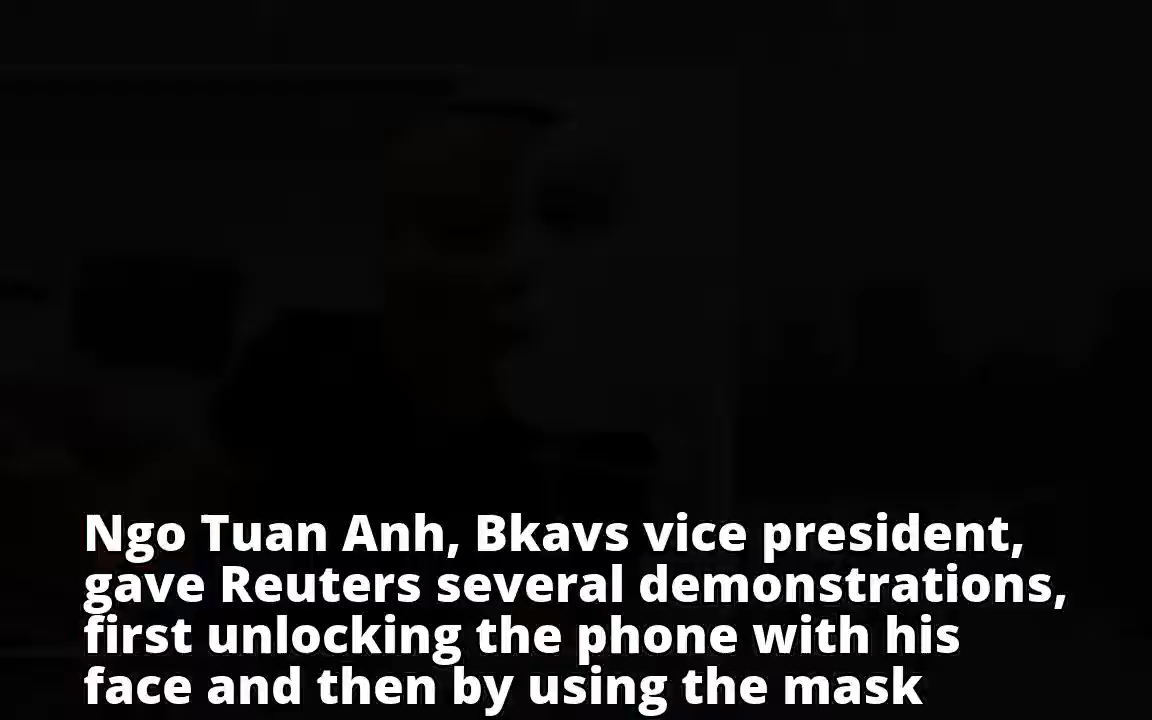 Ngo Tuan Anh, Bkavs vice president,
gave Reuters several demonstrations,
first unlocking the phone with his
face and then by using the mask